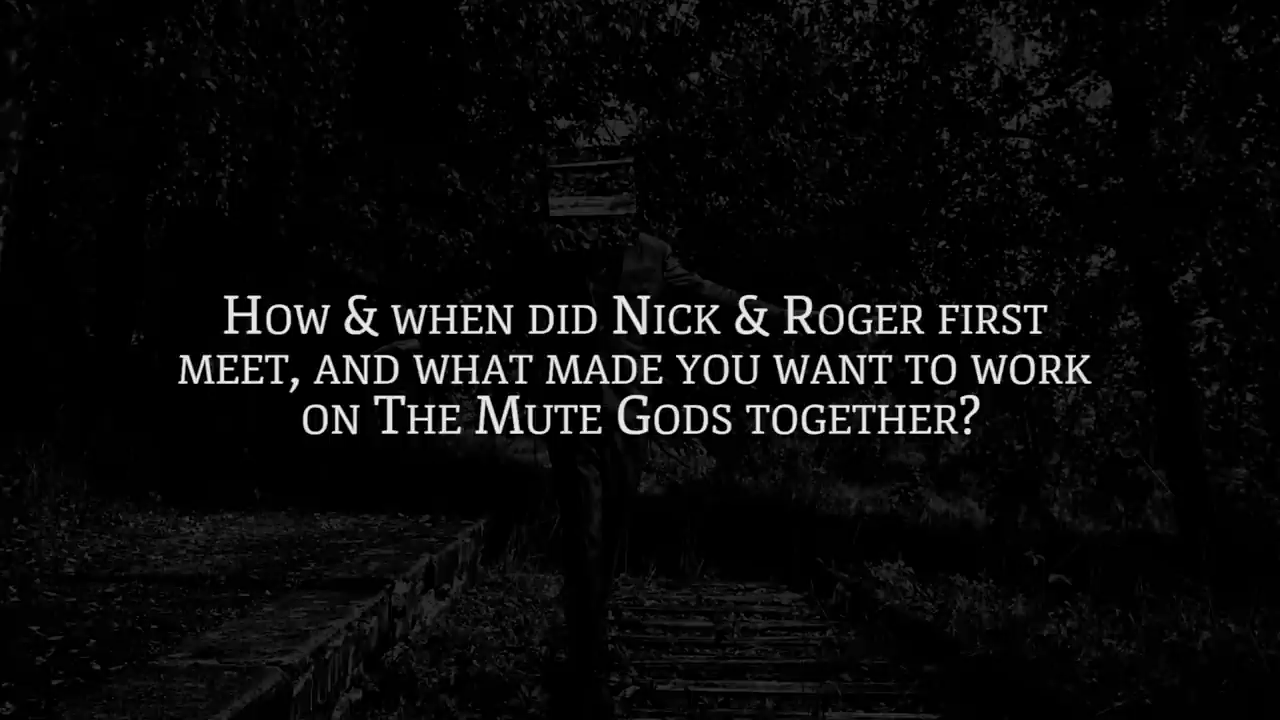 How & when did Nick & Roger first
meet, and what made you want to work
on The Mute Gods together?